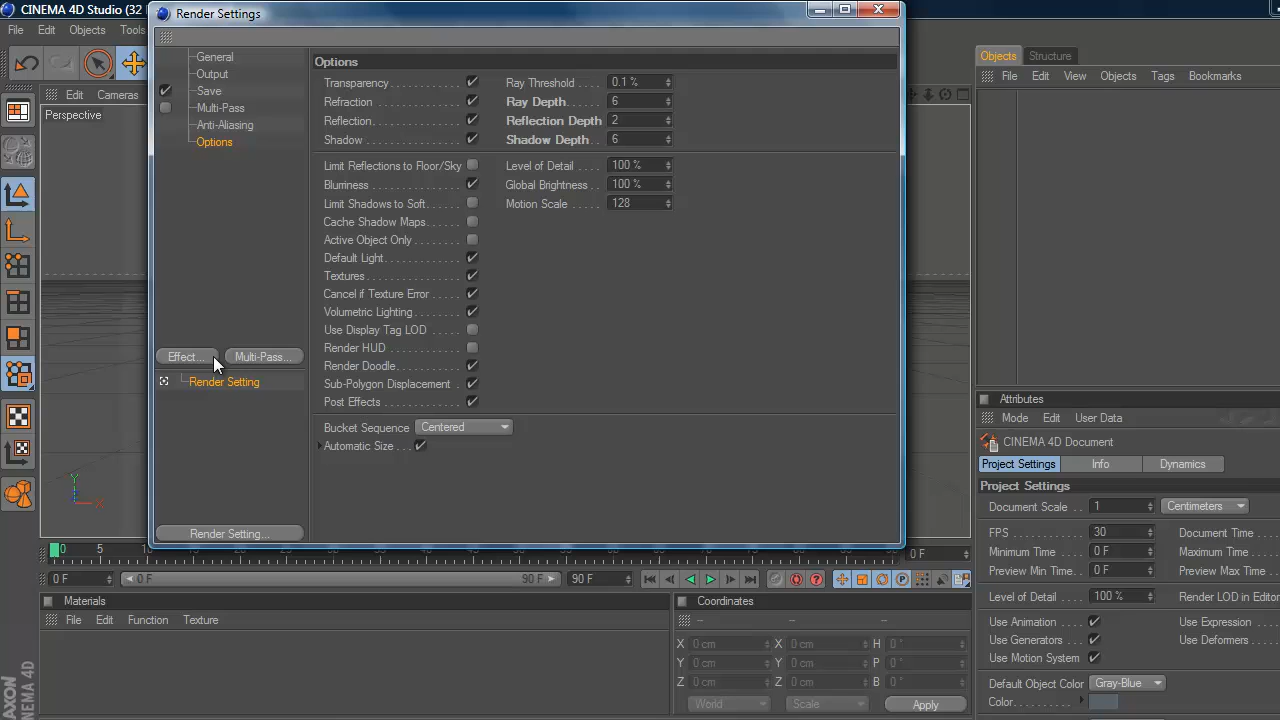 CINEMA 4D Studio (32
Render Settings
File Edit Objects Tools
Edit Cameras
Perspective
General
Output
Save
Multi-Pass
Anti-Aliasing
Options
Effect...
Multi-Pass...
Render Setting
Render Setting...
Options
Transparency Ray Threshold 0.1 %
Refraction Ray Depth 6
Reflection Reflection Depth 2
Shadow Shadow Depth 6
Limit Reflections to Floor/Sky Level of Detail 100 %
Blurriness Global Brightness 100 %
Limit Shadows to Soft Motion Scale 128
Cache Shadow Maps
Active Object Only
Default Light
Textures
Cancel if Texture Error
Volumetric Lighting
Use Display Tag LOD
Render HUD
Render Doodle
Sub-Polygon Displacement
Post Effects
Bucket Sequence Centered
Automatic Size
Objects Structure
File Edit View Objects Tags Bookmarks
Attributes
Mode Edit User Data
CINEMA 4D Document
Project Settings Info Dynamics
Project Settings
Document Scale 1 Centimeters
FPS 30 Document Time
Minimum Time 0 F Maximum Time
Preview Min Time 0 F Preview Max Time
Level of Detail 100 % Render LOD in Editor
Use Animation Use Expression
Use Generators Use Deformers
Use Motion System
Default Object Color Gray-Blue
Color
0 5 0 F
0 F 0 F 90 F 90 F
Materials
File Edit Function Texture
Coordinates
X 0 cm X 0 cm H 0 °
Y 0 cm Y 0 cm P 0 °
Z 0 cm Z 0 cm B 0 °
World Scale Apply
AXON
CINEMA 4D